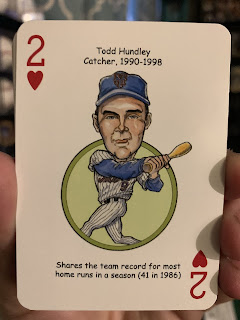 2
Todd Hundley
Catcher, 1990-1998
Shares the team record for most
home runs in a season (41 in 1986)
2